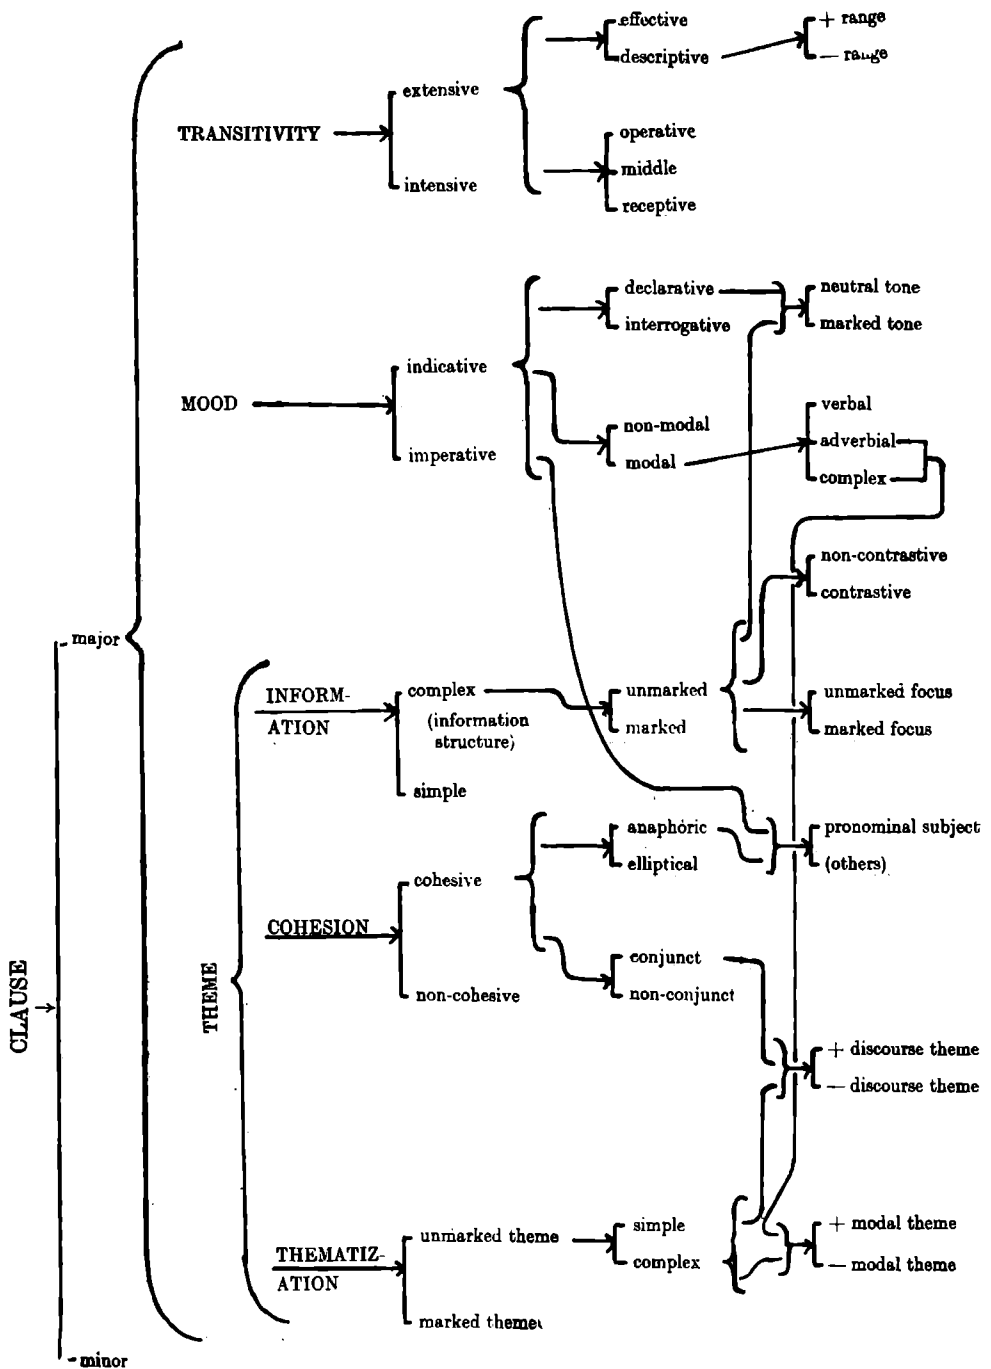 effective
descriptive
+ range
— range
extensive
TRANSITIVITY
intensive
operative
middle
receptive
declarative
interrogative
neutral tone
marked tone
indicative
MOOD
imperative
non-modal
modal
verbal
adverbial
complex
non-contrastive
contrastive
major
INFORM-
ATION
complex
(information
structure)
simple
unmarked
marked
unmarked focus
marked focus
anaphoric
elliptical
pronominal subject
(others)
cohesive
COHESION
non-cohesive
conjunct
non-conjunct
CLAUSE
THEME
+ discourse theme
— discourse theme
unmarked theme
THEMATIZ-
ATION
marked theme
simple
complex
+ modal theme
— modal theme
minor